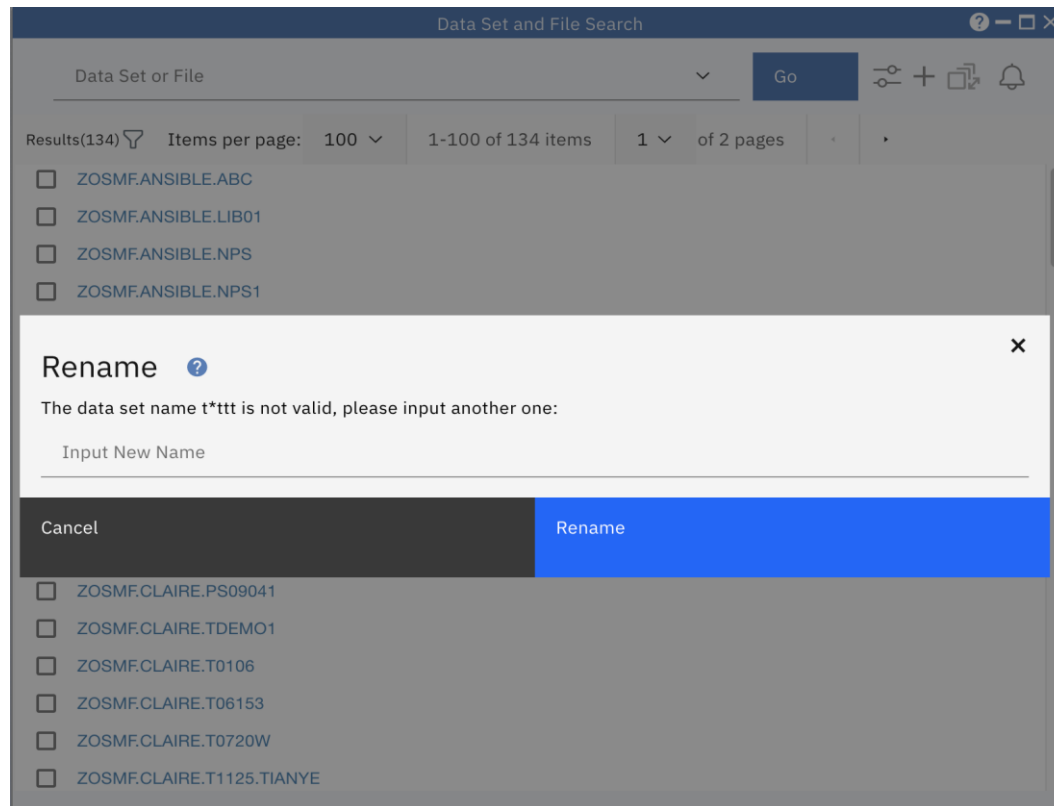 Data Set and File Search
Data Set or File
Go
Results(134) Items per page: 100 1-100 of 134 items 1 of 2 pages
ZOSMF.ANSIBLE.ABC
ZOSMF.ANSIBLE.LIB01
ZOSMF.ANSIBLE.NPS
ZOSMF.ANSIBLE.NPS1
Rename
The data set name t*ttt is not valid, please input another one:
Input New Name
Cancel
Rename
ZOSMF.CLAIRE.PS09041
ZOSMF.CLAIRE.TDEMO1
ZOSMF.CLAIRE.T0106
ZOSMF.CLAIRE.T06153
ZOSMF.CLAIRE.T0720W
ZOSMF.CLAIRE.T1125.TIANYE